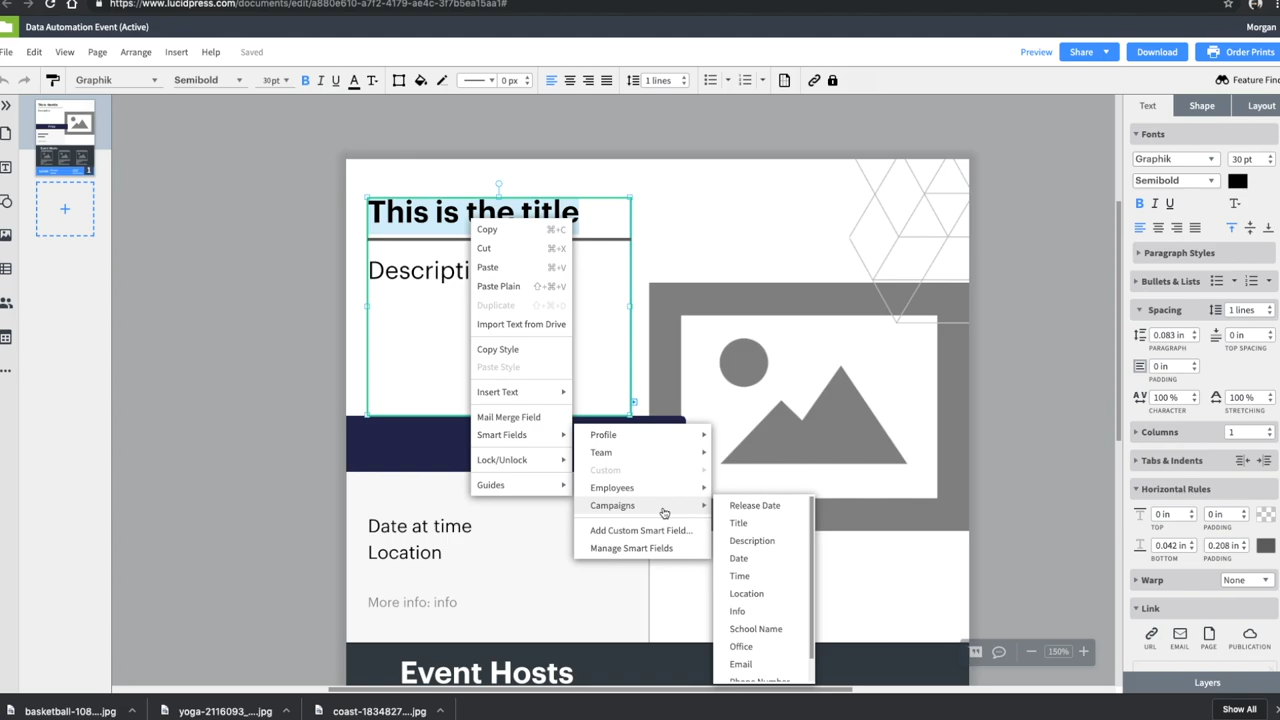 https://www.lucidpress.com/documents/edit/a880e610-a7f2-4179-ae4c-3f7b5ea15aa1#
Data Automation Event (Active)
Morgan
File Edit View Page Arrange Insert Help Saved
Preview Share Download Order Prints
Graphik Semibold 30pt B I U A T 0 px 1 lines
Feature Find
Text Shape Layout
Fonts
Graphik 30 pt
Semibold
B I U T
Paragraph Styles
Bullets & Lists
Spacing 1 lines
0.083 in 0 in
PARAGRAPH TOP SPACING
0 in
PADDING
100 % 100 %
CHARACTER STRETCHING
Columns 1
Tabs & Indents
Horizontal Rules
0 in 0 in
TOP PADDING
0.042 in 0.208 in
BOTTOM PADDING
Warp None
Link
URL EMAIL PAGE PUBLICATION
Layers
1
This is the title
Descripti
Copy ⌘+C
Cut ⌘+X
Paste ⌘+V
Paste Plain ⇧+⌘+V
Duplicate ⇧+⌘+D
Import Text from Drive
Copy Style
Paste Style
Insert Text
Mail Merge Field
Smart Fields
Lock/Unlock
Guides
Profile
Team
Custom
Employees
Campaigns
Add Custom Smart Field...
Manage Smart Fields
Release Date
Title
Description
Date
Time
Location
Info
School Name
Office
Email
Phone Number
Date at time
Location
More info: info
Event Hosts
150%
basketball-108....jpg
yoga-2116093_....jpg
coast-1834827....jpg
Show All